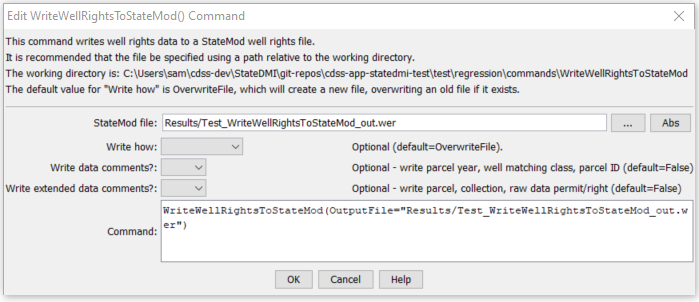 Edit WriteWellRightsToStateMod() Command
This command writes well rights data to a StateMod well rights file.
It is recommended that the file be specified using a path relative to the working directory.
The working directory is: C:\Users\sam\cdss-dev\StateDMI\git-repos\cdss-app-statedmi-test\test\regression\commands\WriteWellRightsToStateMod
The default value for "Write how" is OverwriteFile, which will create a new file, overwriting an old file if it exists.
StateMod file: Results/Test_WriteWellRightsToStateMod_out.wer ... Abs
Write how: Optional (default=OverwriteFile).
Write data comments?: Optional - write parcel year, well matching class, parcel ID (default=False)
Write extended data comments?: Optional - write parcel, collection, raw data permit/right (default=False)
WriteWellRightsToStateMod(OutputFile="Results/Test_WriteWellRightsToStateMod_out.w
er")
Command:
OK Cancel Help